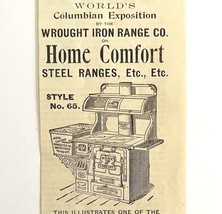 WORLD'S
Columbian Exposition
BY THE
WROUGHT IRON RANGE CO.
ON
Home Comfort
STEEL RANGES, Etc., Etc.
STYLE
No. 65.
THIS ILLUSTRATES ONE OF THE